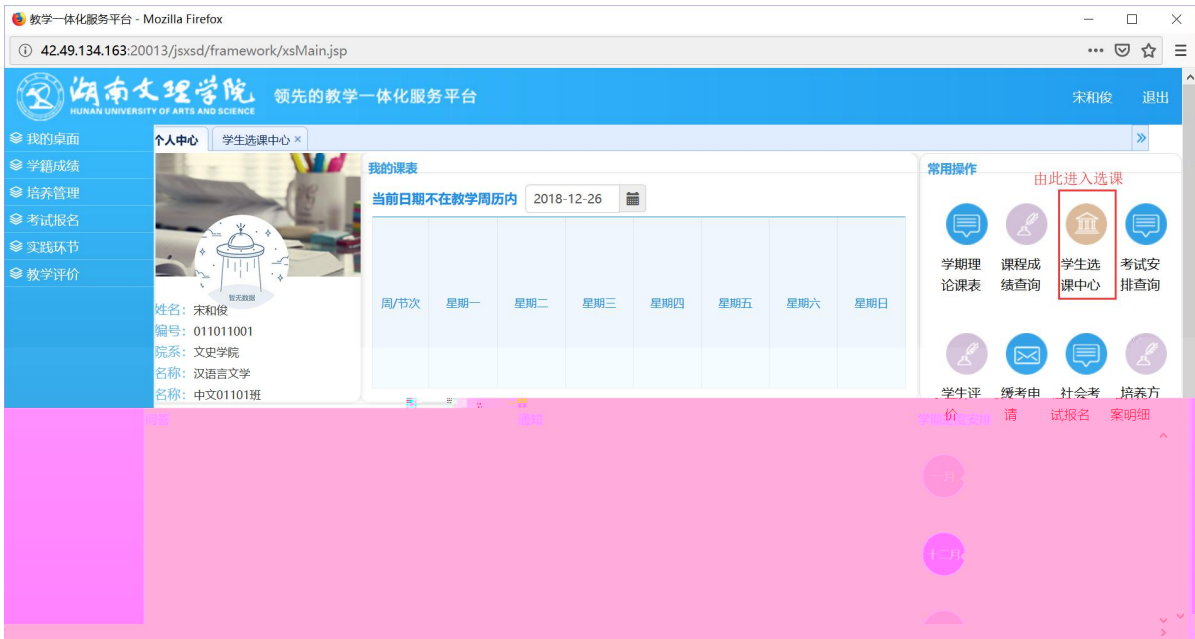 教学一体化服务平台 - Mozilla Firefox
42.49.134.163:20013/jsxsd/framework/xsMain.jsp
湖南文理学院
HUNAN UNIVERSITY OF ARTS AND SCIENCE
领先的教学一体化服务平台
宋和俊 退出
我的桌面
学籍成绩
培养管理
考试报名
实践环节
教学评价
个人中心 学生选课中心 ×
暂无数据
姓名：宋和俊
编号：011011001
院系：文史学院
名称：汉语言文学
名称：中文01101班
我的课表
当前日期不在教学周历内 2018-12-26
周/节次 星期一 星期二 星期三 星期四 星期五 星期六 星期日
常用操作
由此进入选课
学期理论课表
课程成绩查询
学生选课中心
考试安排查询
学生评价
缓考申请
社会考试报名
培养方案明细
问答
通知
一月
十二月